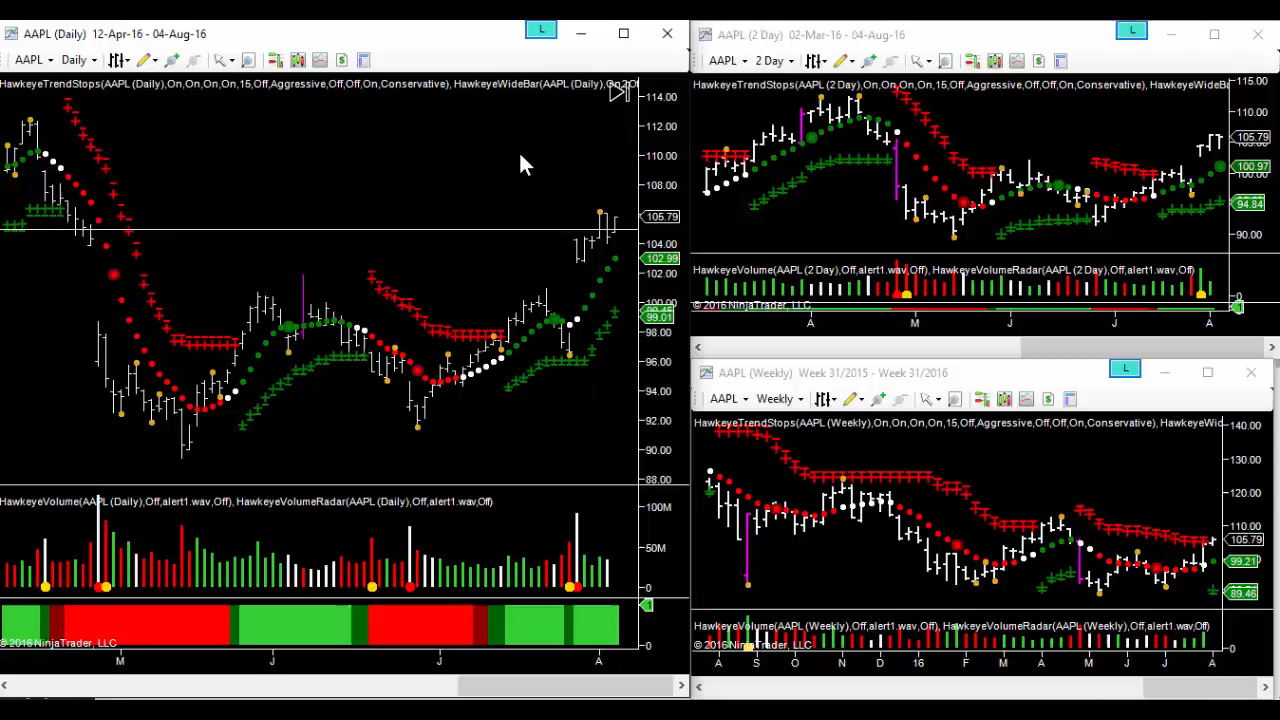 AAPL (Daily) 12-Apr-16 - 04-Aug-16
L
AAPL Daily
HawkeyeTrendStops(AAPL (Daily),On,On,On,On,15,Off,Aggressive,Off,Off,On,Conservative), HawkeyeWideBar(AAPL (Daily),On,
114.00
112.00
110.00
108.00
105.79
104.00
102.99
102.00
100.00
99.01
98.00
96.00
94.00
92.00
90.00
88.00
HawkeyeVolume(AAPL (Daily),Off,alert1.wav,Off), HawkeyeVolumeRadar(AAPL (Daily),Off,alert1.wav,Off)
100M
50M
0
1
© 2016 NinjaTrader, LLC
0
M J J A
AAPL (2 Day) 02-Mar-16 - 04-Aug-16
L
AAPL 2 Day
HawkeyeTrendStops(AAPL (2 Day),On,On,On,On,15,Off,Aggressive,Off,Off,On,Conservative), HawkeyeWideBa
115.00
110.00
105.79
100.97
94.84
90.00
HawkeyeVolume(AAPL (2 Day),Off,alert1.wav,Off), HawkeyeVolumeRadar(AAPL (2 Day),Off,alert1.wav,Off)
0
© 2016 NinjaTrader, LLC
A M J J A
AAPL (Weekly) Week 31/2015 - Week 31/2016
L
AAPL Weekly
HawkeyeTrendStops(AAPL (Weekly),On,On,On,On,15,Off,Aggressive,Off,Off,On,Conservative), HawkeyeWid
140.00
130.00
120.00
110.00
105.79
99.21
89.46
HawkeyeVolume(AAPL (Weekly),Off,alert1.wav,Off), HawkeyeVolumeRadar(AAPL (Weekly),Off,alert1.wav,Off)
© 2016 NinjaTrader, LLC
0
A S O N D 16 F M A M J J A